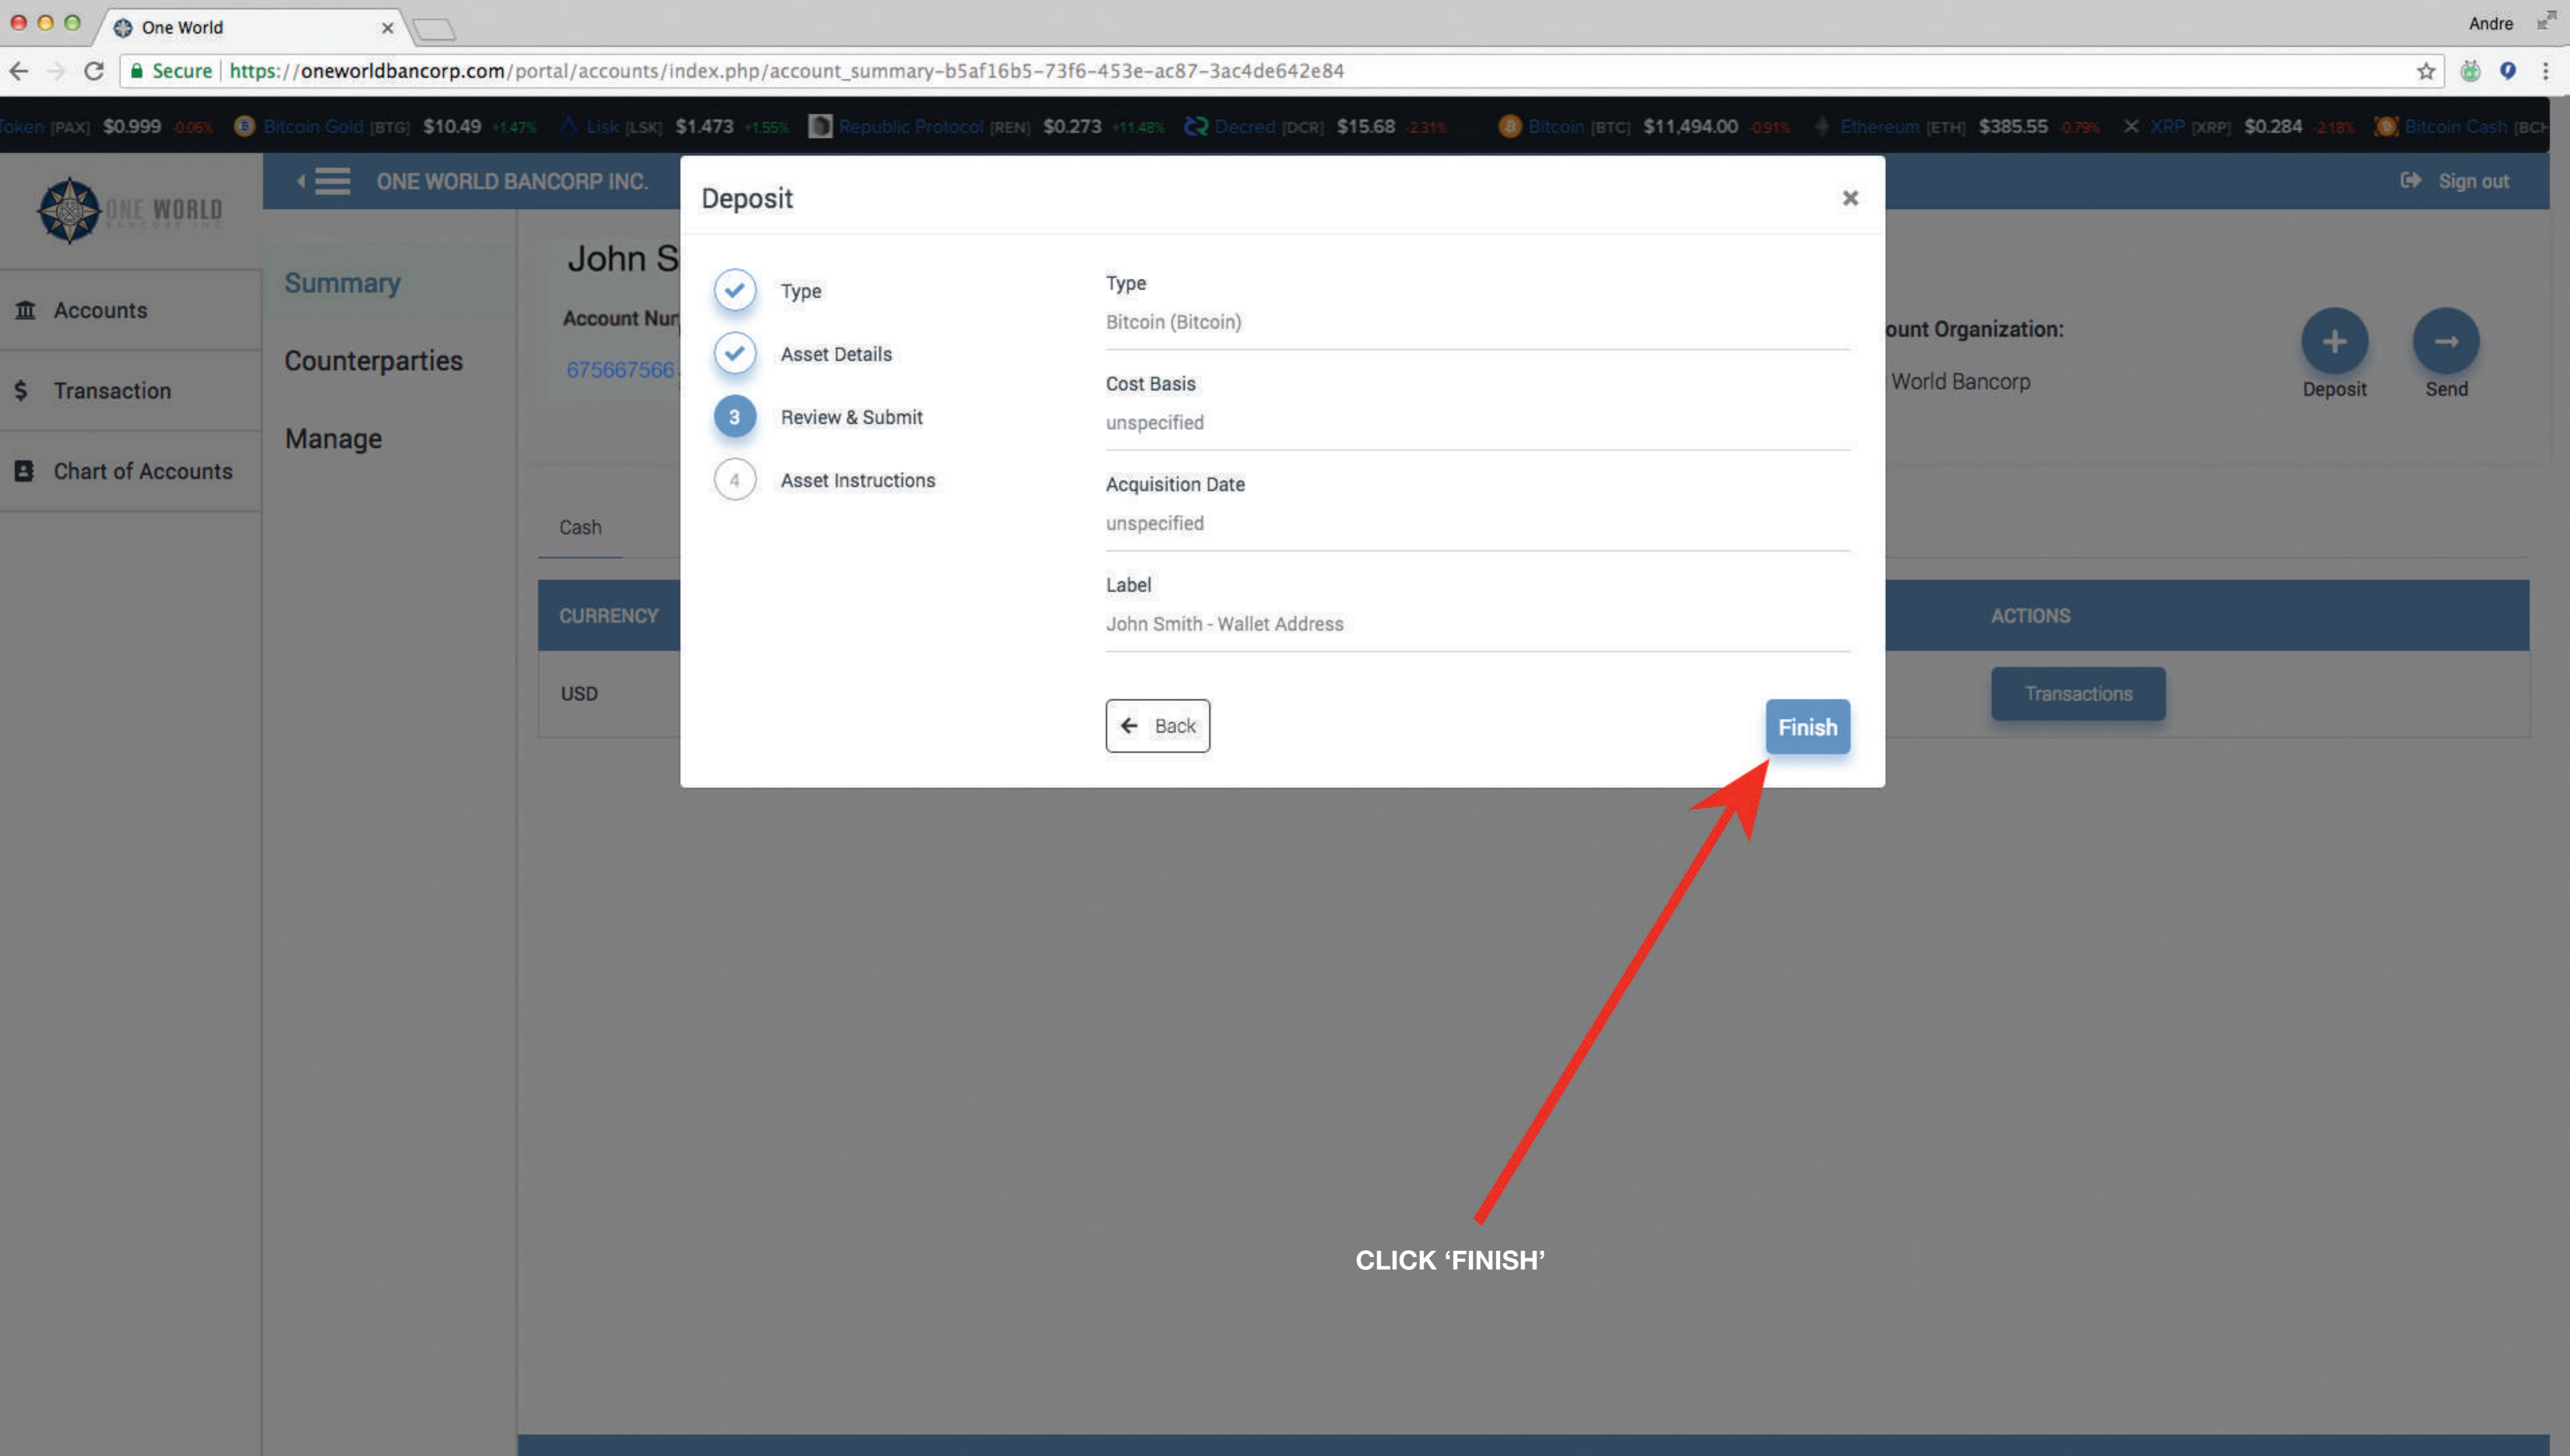 One World
Andre
Secure https://oneworldbancorp.com/portal/accounts/index.php/account_summary-b5af16b5-73f6-453e-ac87-3ac4de642e84
Token [PAX] $0.999 -0.06% Bitcoin Gold [BTG] $10.49 +1.47% Lisk [LSK] $1.473 +1.55% Republic Protocol [REN] $0.273 +11.48% Decred [DCR] $15.68 -2.31% Bitcoin [BTC] $11,494.00 -0.91% Ethereum [ETH] $385.55 -0.79% XRP [XRP] $0.284 -2.18% Bitcoin Cash [BCH
ONE WORLD
BANCORP INC
ONE WORLD BANCORP INC.
Sign out
Accounts
Transaction
Chart of Accounts
Summary
Counterparties
Manage
John S
Account Nur
675667566
ount Organization:
World Bancorp
Deposit
Send
Cash
CURRENCY
ACTIONS
USD
Transactions
Deposit
Type
Asset Details
3 Review & Submit
4 Asset Instructions
Type
Bitcoin (Bitcoin)
Cost Basis
unspecified
Acquisition Date
unspecified
Label
John Smith - Wallet Address
Back
Finish
CLICK ‘FINISH’